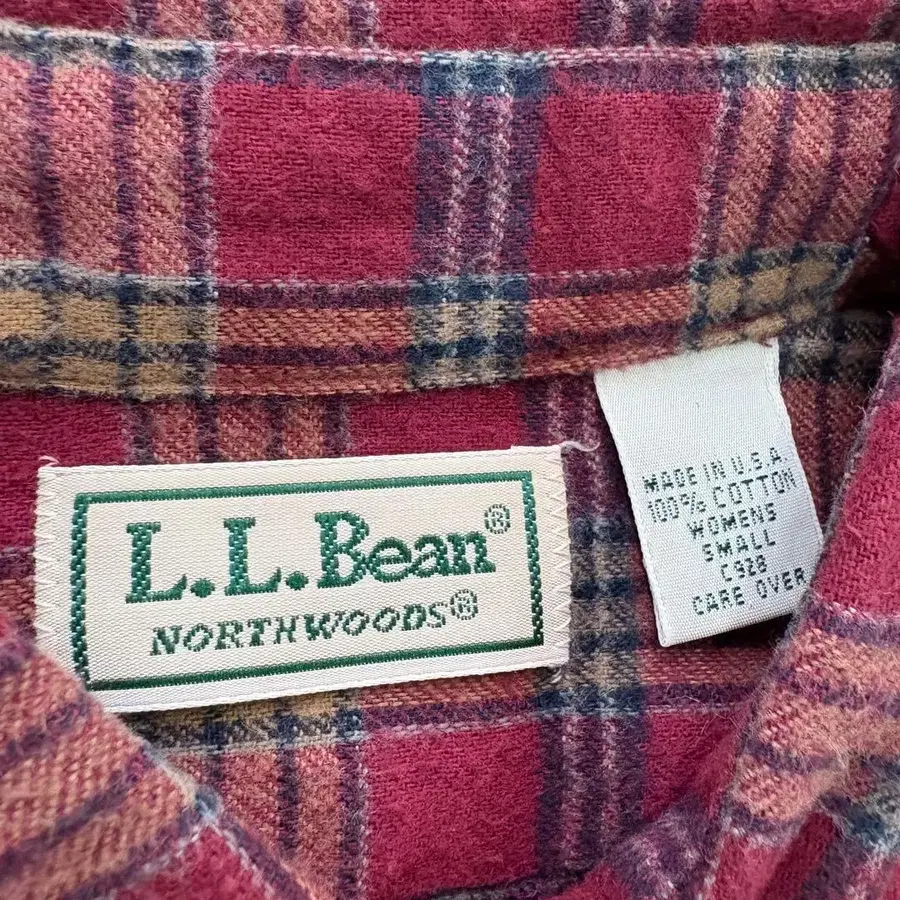 L.L.Bean®
NORTHWOODS®
MADE IN U.S.A
100% COTTON
WOMENS
SMALL
C928
CARE OVER